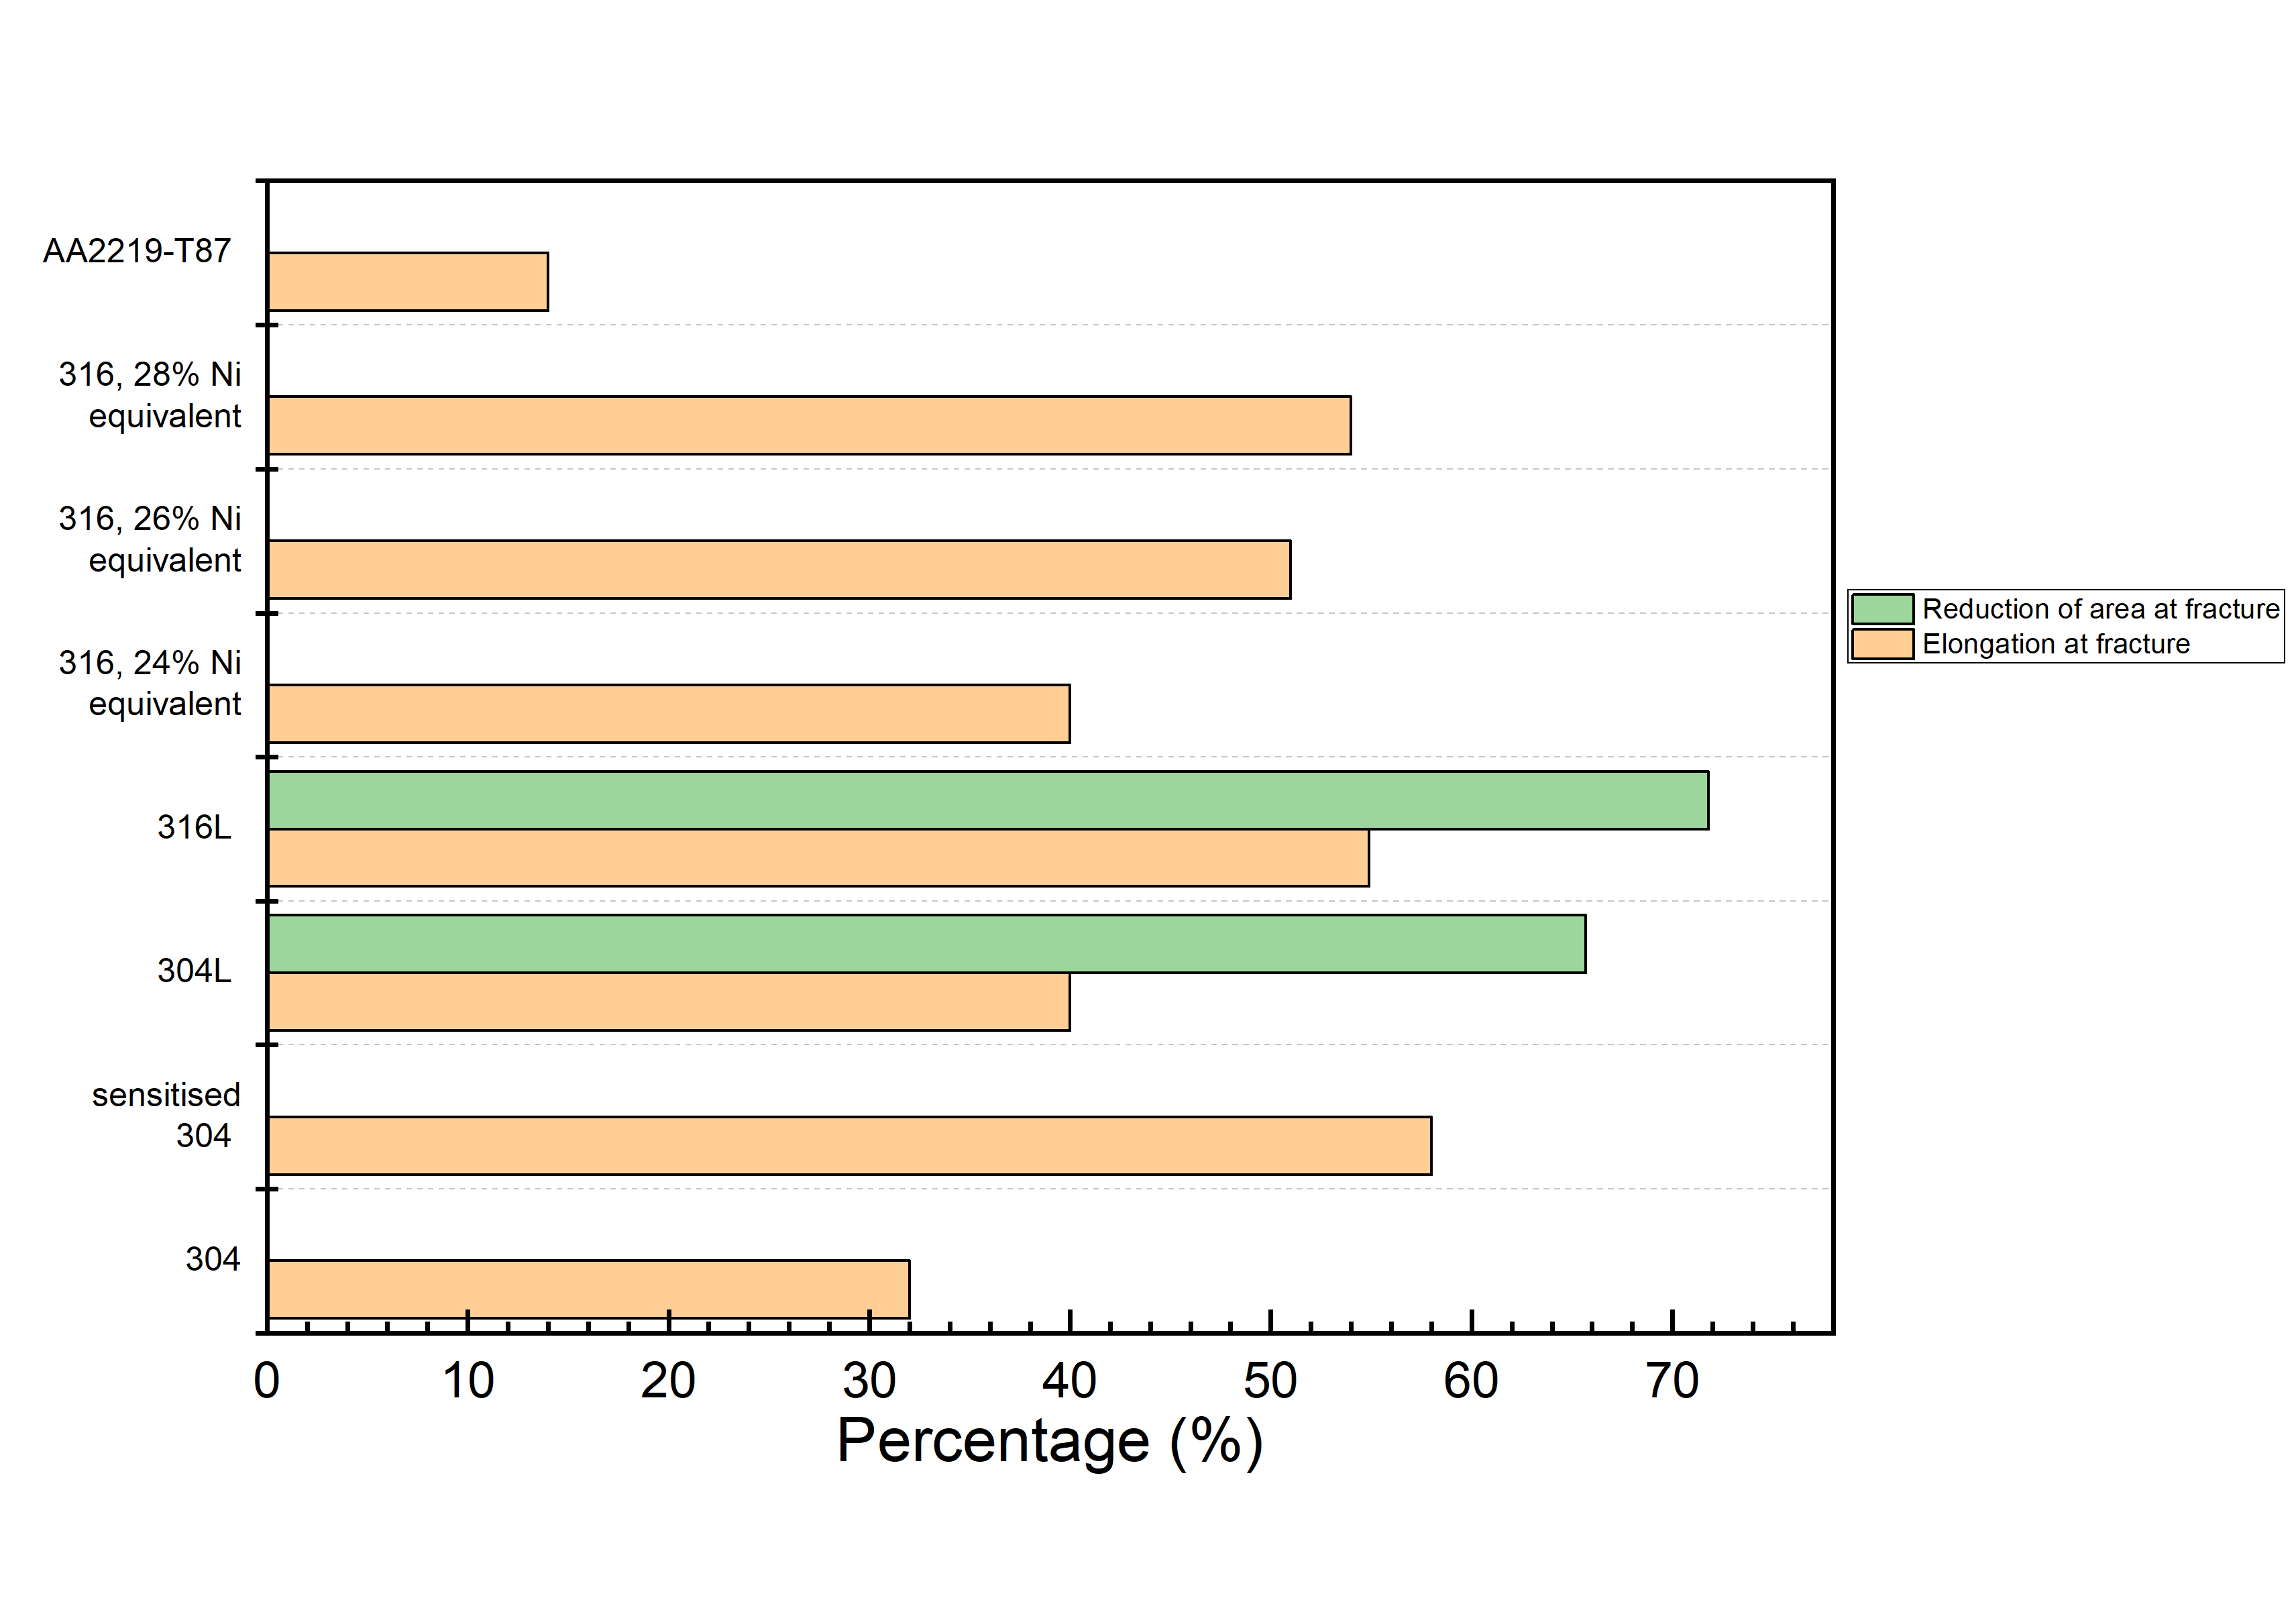 AA2219-T87
316, 28% Ni
equivalent
316, 26% Ni
equivalent
316, 24% Ni
equivalent
316L
304L
sensitised
304
304
Reduction of area at fracture
Elongation at fracture
0 10 20 30 40 50 60 70
Percentage (%)